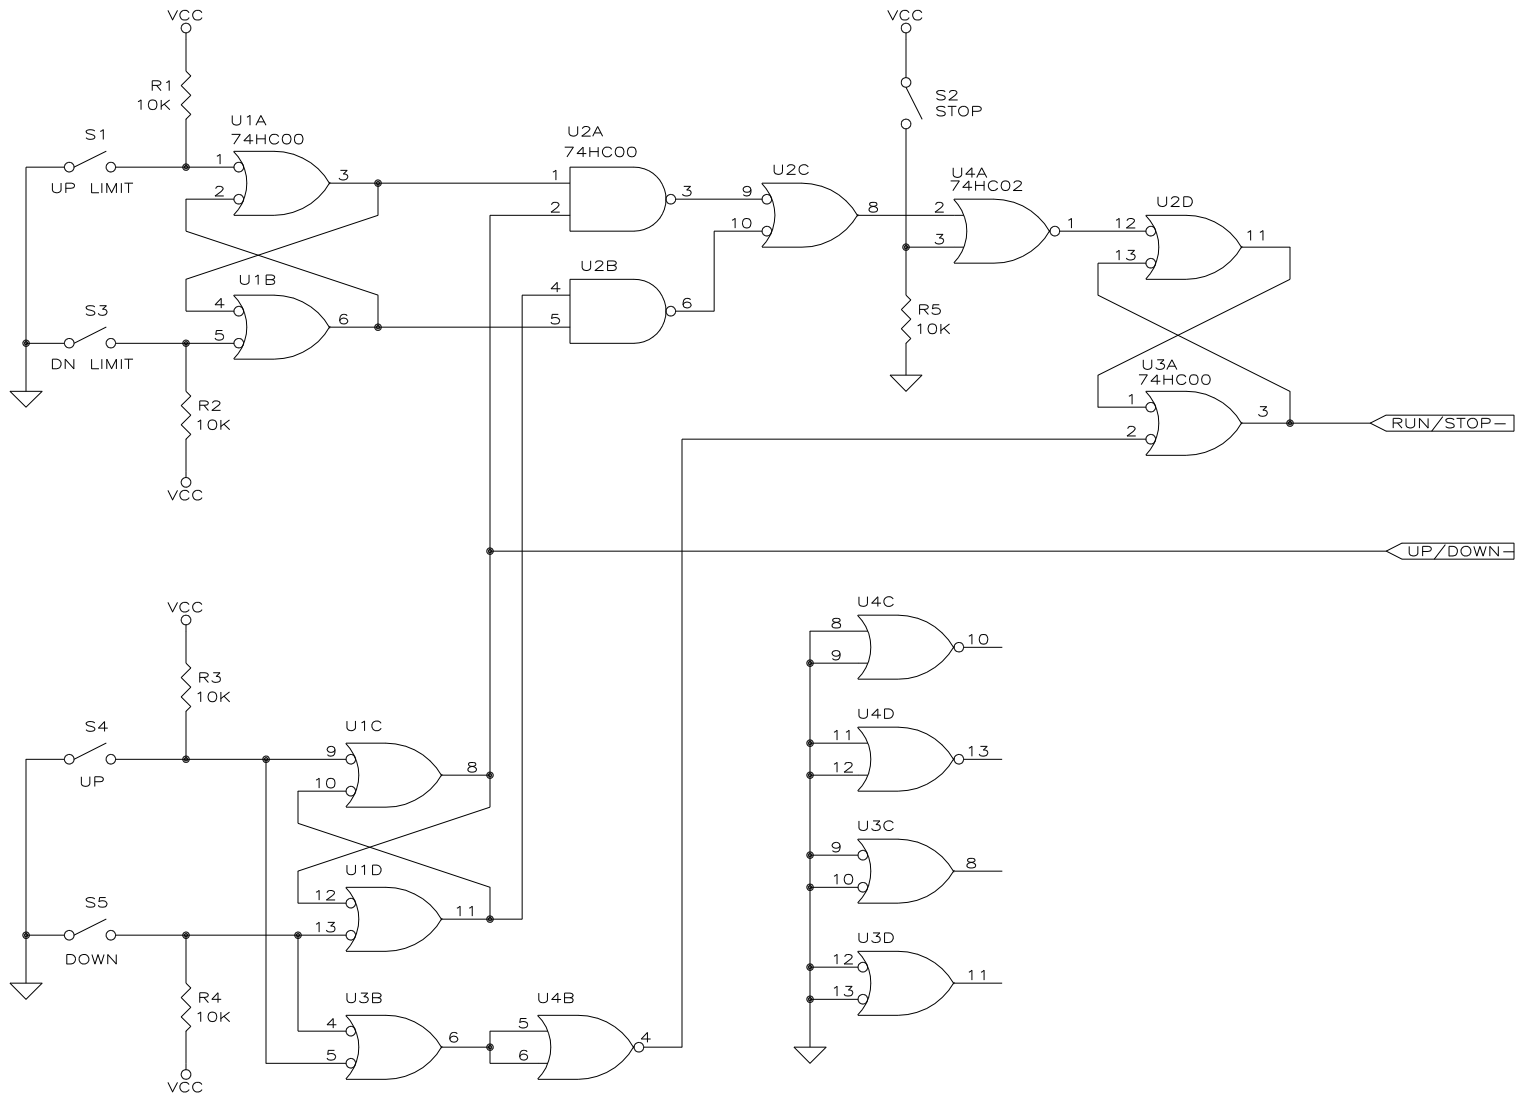 VCC
VCC
R1
10K
S2
STOP
U1A
74HC00
S1
1
2
3
UP LIMIT
U2A
74HC00
1
2
3
U2C
9
10
8
U4A
74HC02
2
3
1
U2D
12
13
11
U2B
4
5
6
U1B
4
5
6
S3
DN LIMIT
R5
10K
R2
10K
VCC
U3A
74HC00
1
2
3
RUN/STOP-
UP/DOWN-
VCC
R3
10K
S4
UP
U1C
9
10
8
U1D
12
13
11
S5
DOWN
R4
10K
VCC
U3B
4
5
6
U4B
5
6
4
U4C
8
9
10
U4D
11
12
13
U3C
9
10
8
U3D
12
13
11